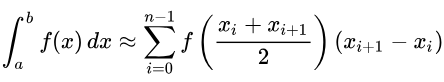 \int_a^b f(x)\,dx \approx \sum_{i=0}^{n-1} f\left(\frac{x_i + x_{i+1}}{2}\right)(x_{i+1} - x_i)